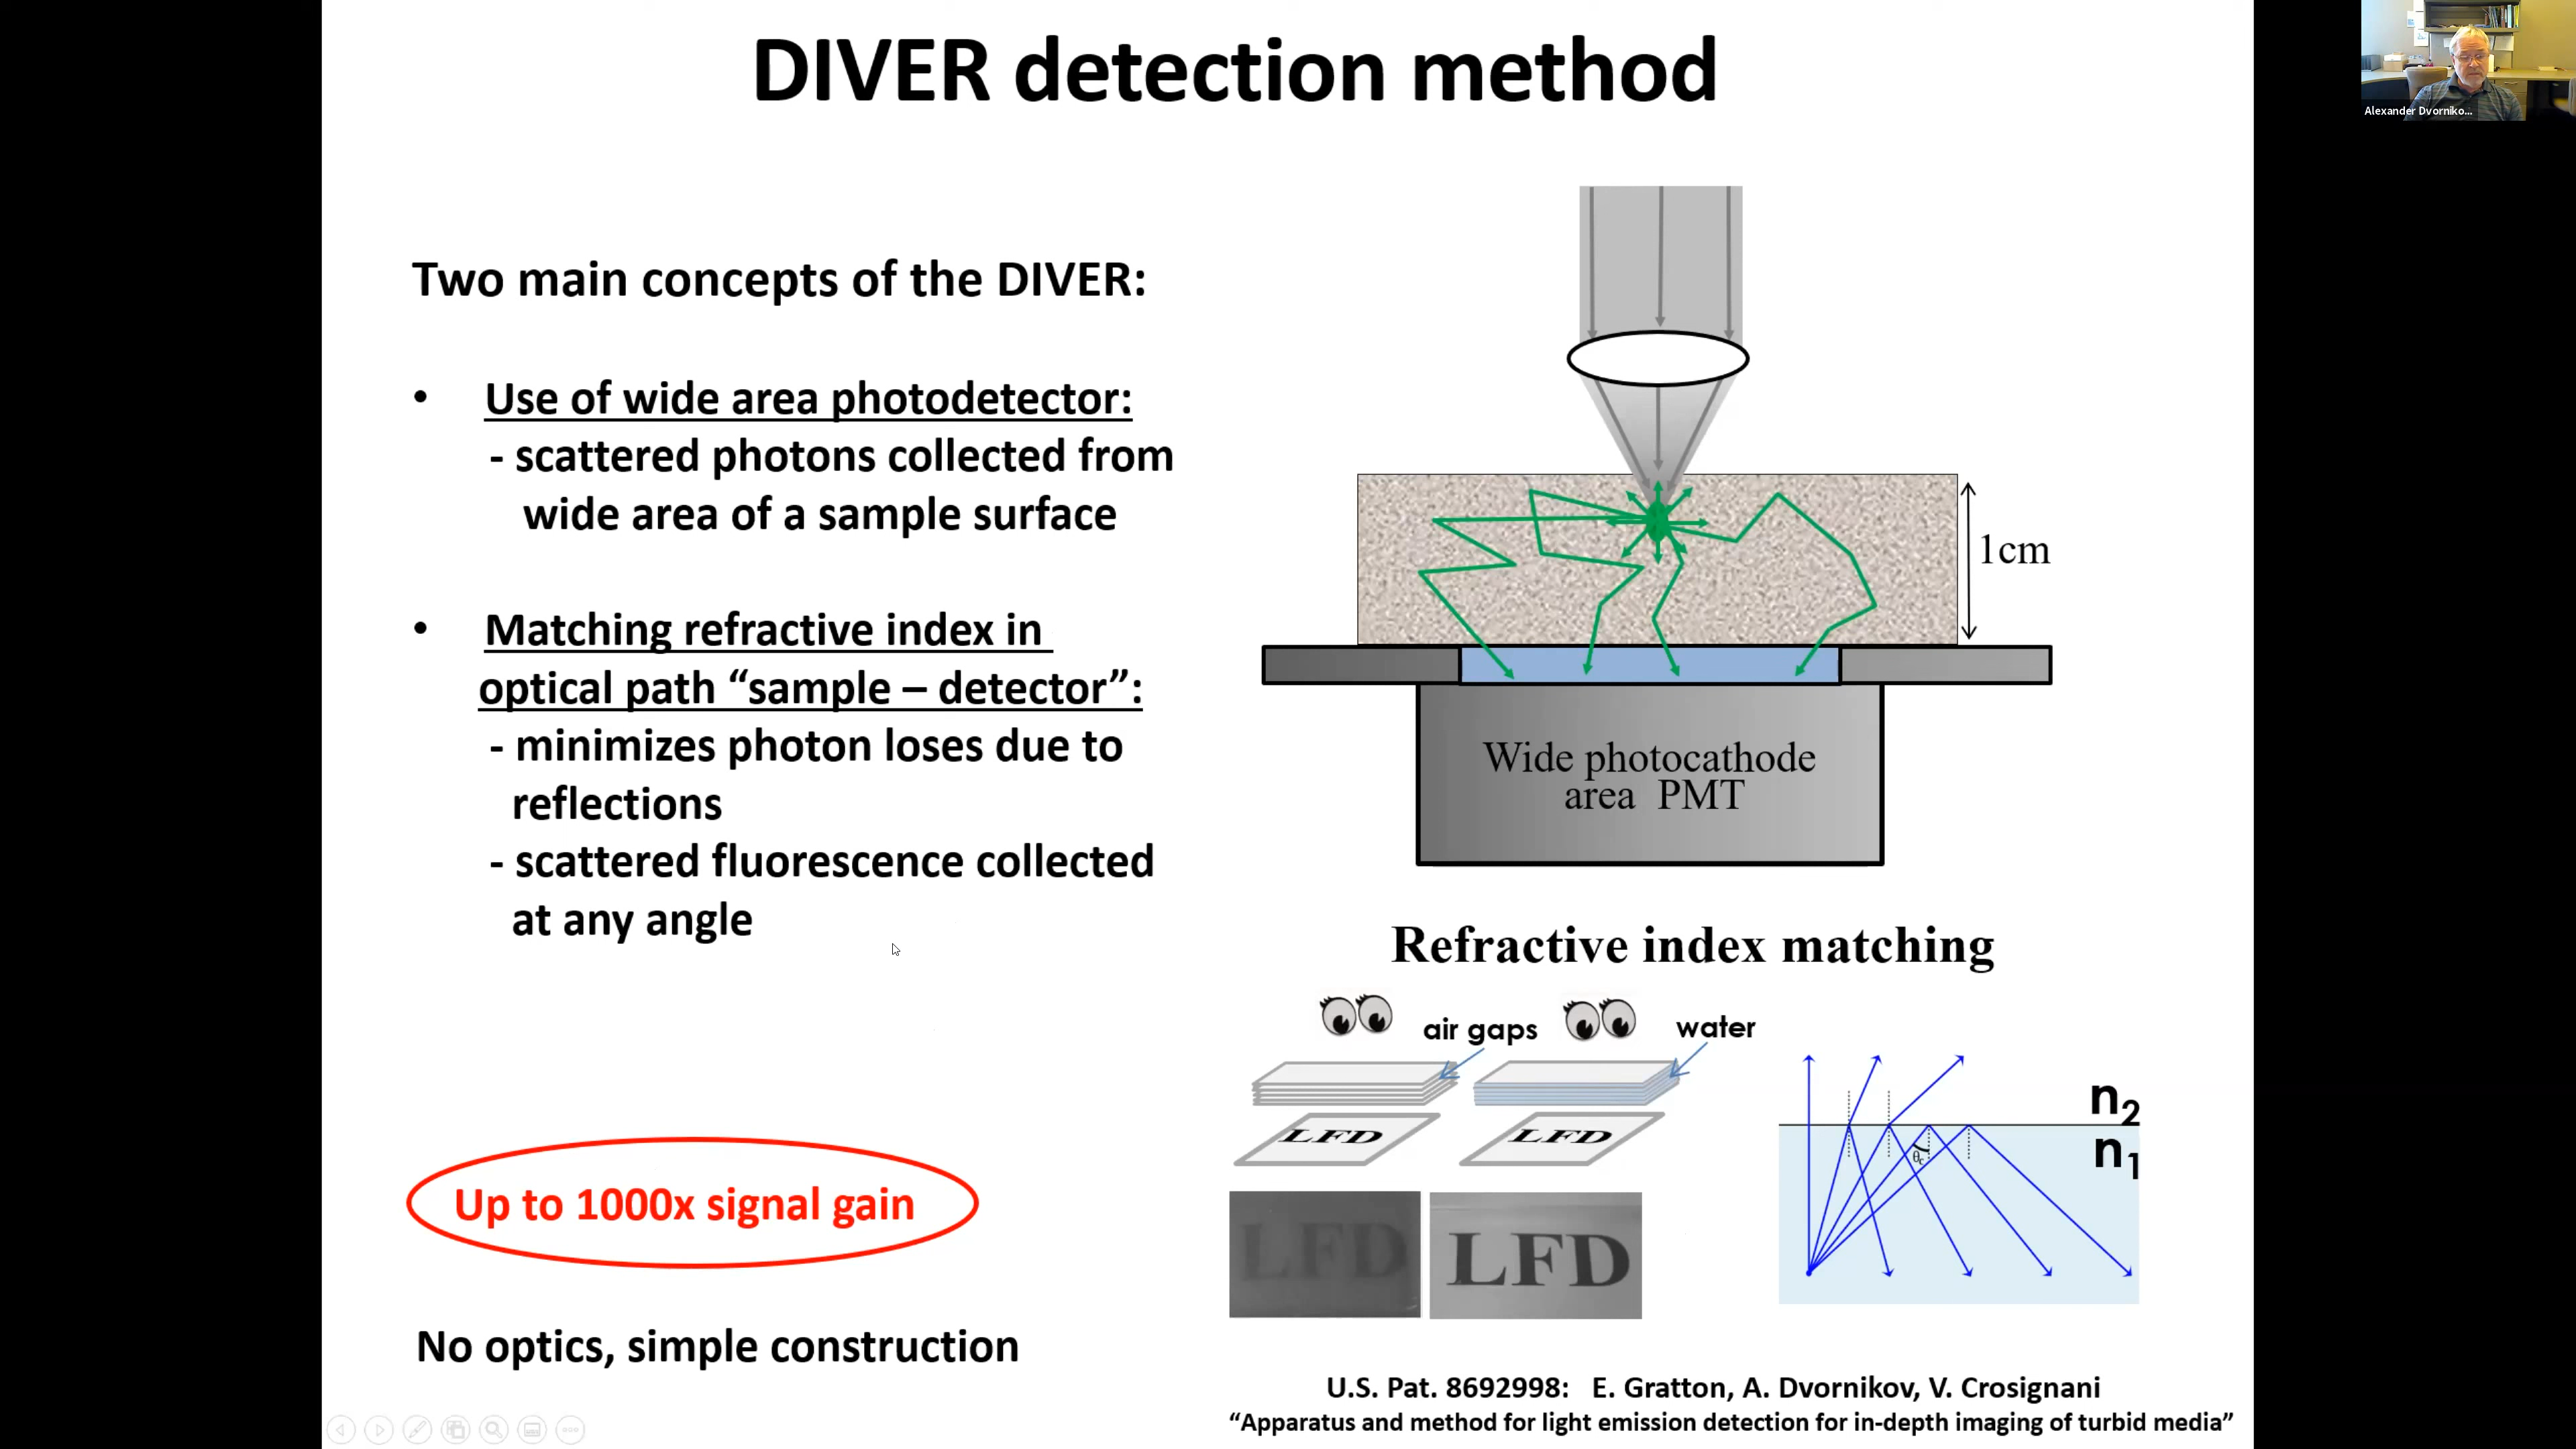 DIVER detection method
Alexander Dvorniko...
Two main concepts of the DIVER:
• Use of wide area photodetector:
- scattered photons collected from
wide area of a sample surface
• Matching refractive index in
optical path “sample – detector”:
- minimizes photon loses due to
reflections
- scattered fluorescence collected
at any angle
Up to 1000x signal gain
No optics, simple construction
1cm
Wide photocathode
area PMT
Refractive index matching
air gaps
water
LFD
LFD
LFD
LFD
n2
n1
θc
U.S. Pat. 8692998: E. Gratton, A. Dvornikov, V. Crosignani
“Apparatus and method for light emission detection for in-depth imaging of turbid media”